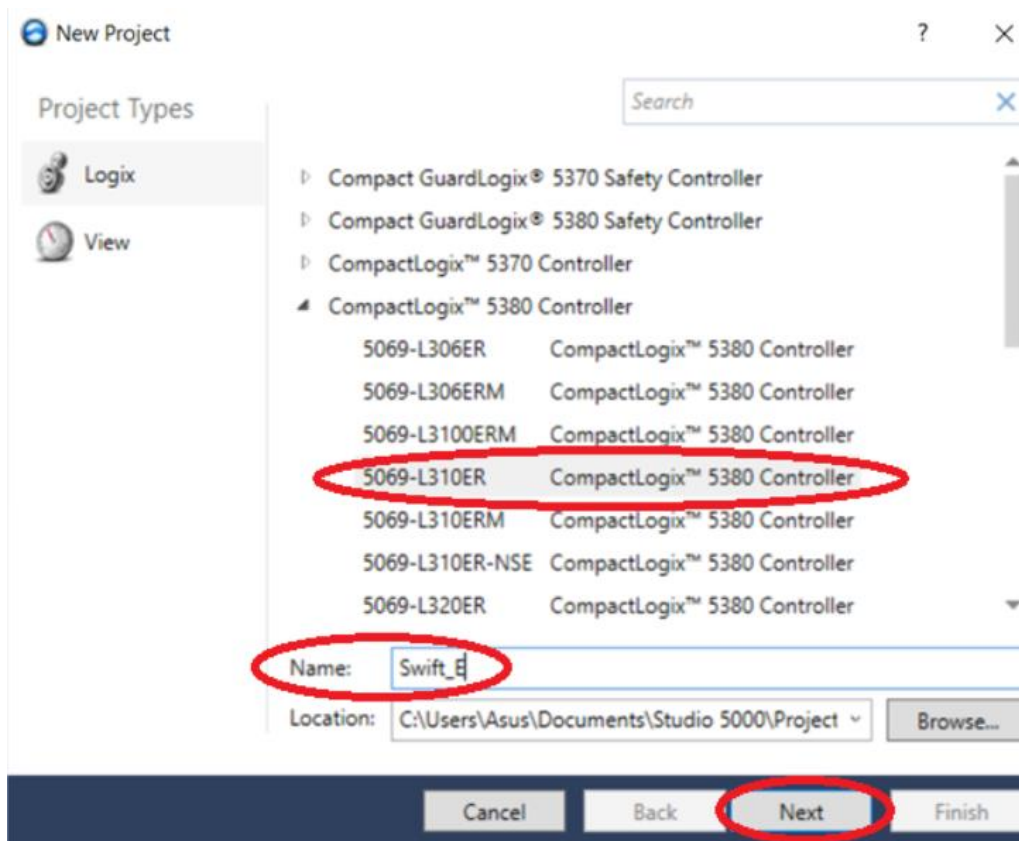 New Project ?
Project Types
Search
Logix
View
Compact GuardLogix® 5370 Safety Controller
Compact GuardLogix® 5380 Safety Controller
CompactLogix™ 5370 Controller
CompactLogix™ 5380 Controller
5069-L306ER CompactLogix™ 5380 Controller
5069-L306ERM CompactLogix™ 5380 Controller
5069-L3100ERM CompactLogix™ 5380 Controller
5069-L310ER CompactLogix™ 5380 Controller
5069-L310ERM CompactLogix™ 5380 Controller
5069-L310ER-NSE CompactLogix™ 5380 Controller
5069-L320ER CompactLogix™ 5380 Controller
Name: Swift_E
Location: C:\Users\Asus\Documents\Studio 5000\Project Browse...
Cancel Back Next Finish